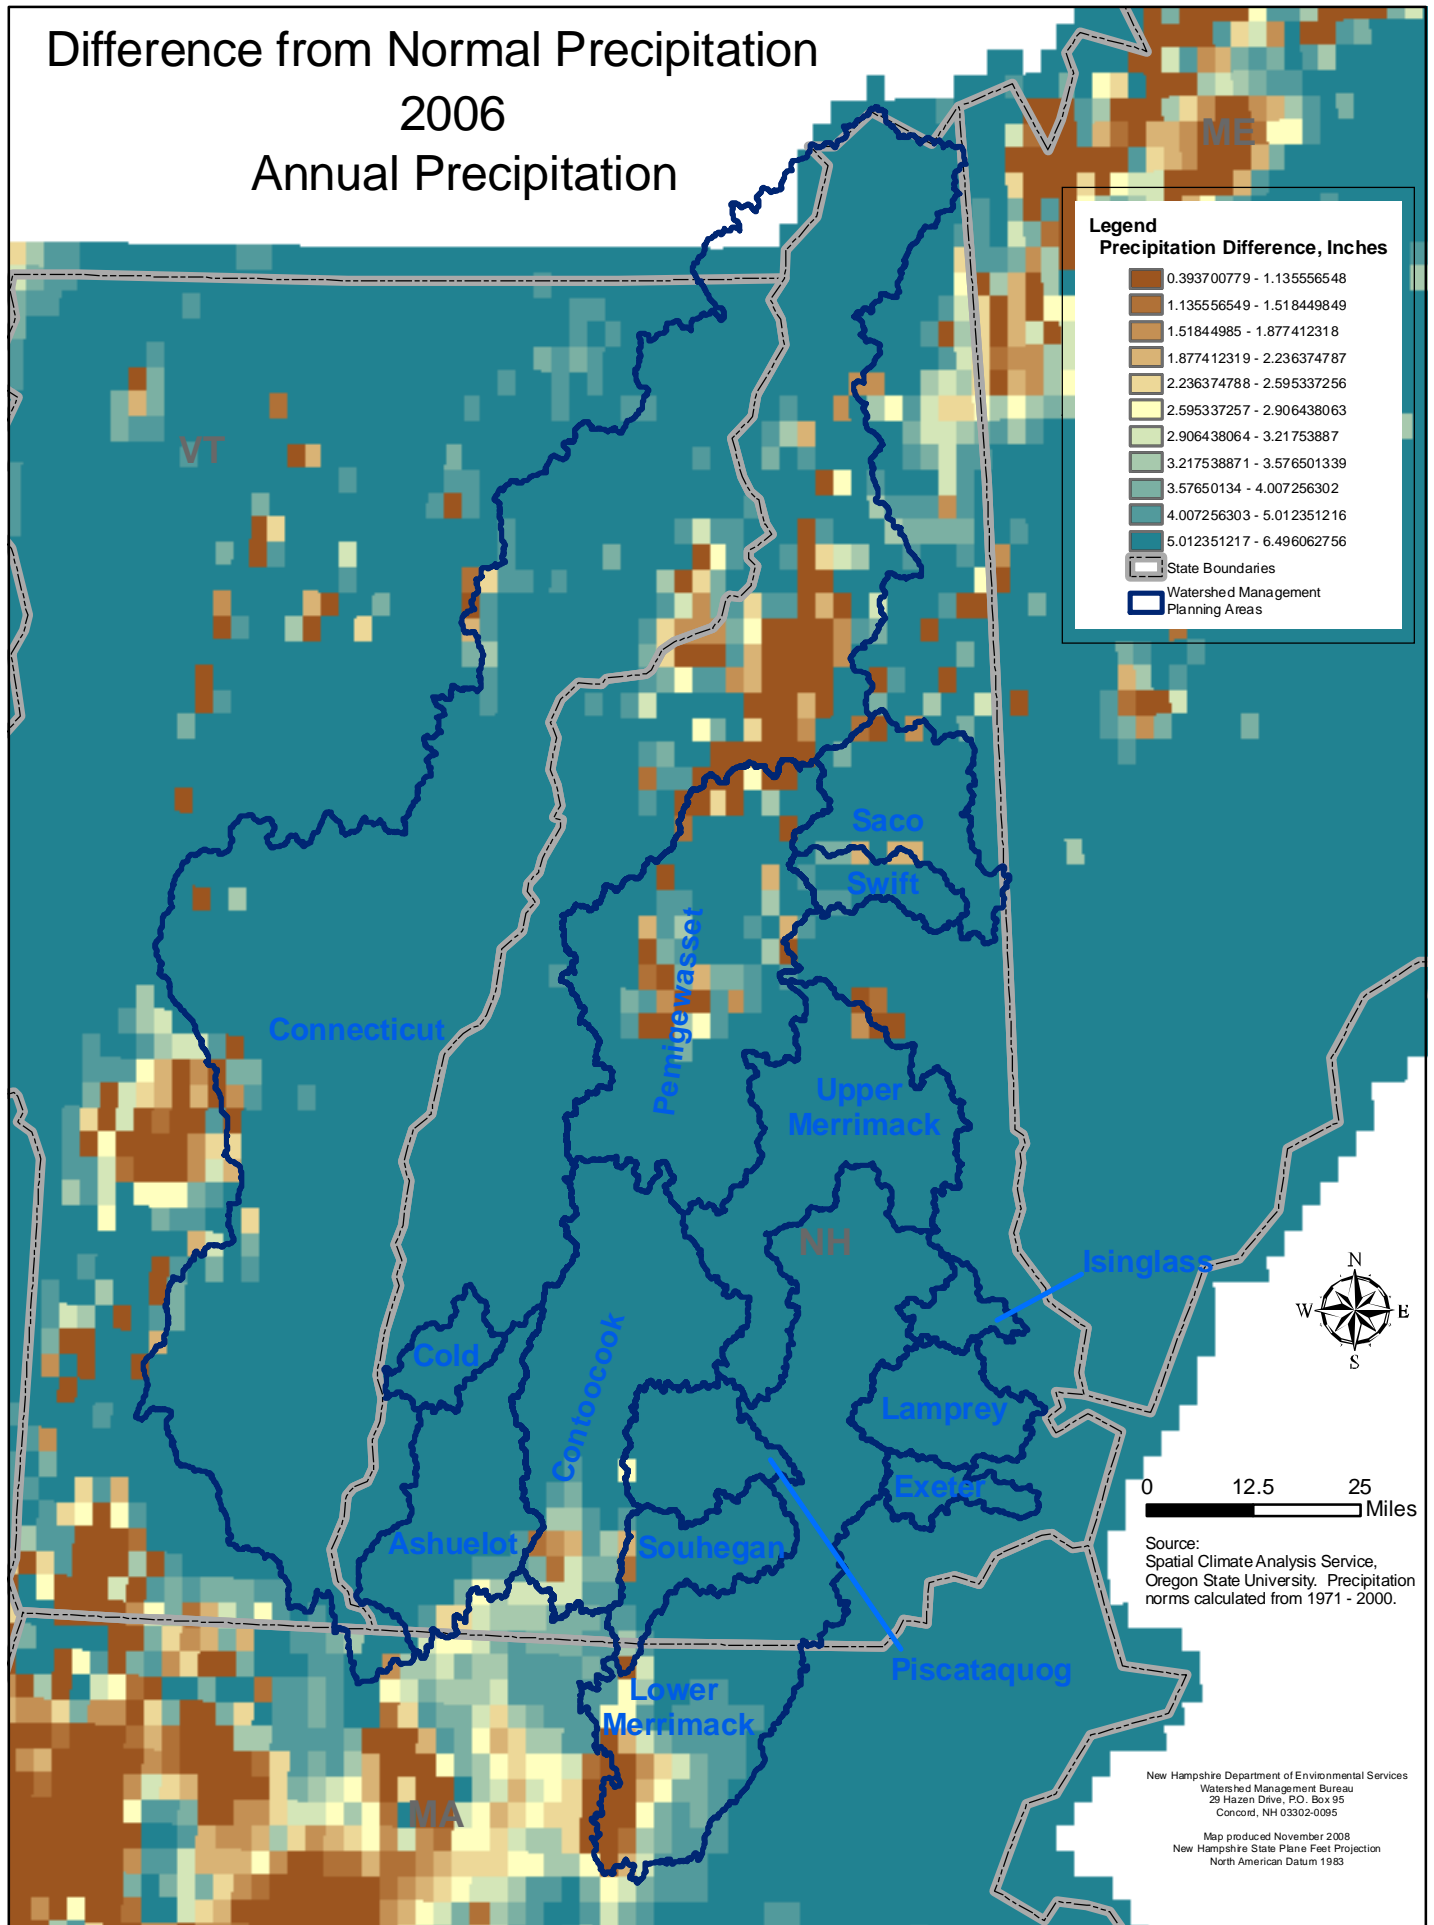 Difference from Normal Precipitation
2006
Annual Precipitation
ME
Legend
Precipitation Difference, Inches
0.393700779 - 1.135556548
1.135556549 - 1.518449849
1.51844985 - 1.877412318
1.877412319 - 2.236374787
2.236374788 - 2.595337256
2.595337257 - 2.906438063
2.906438064 - 3.21753887
3.217538871 - 3.576501339
3.57650134 - 4.007256302
4.007256303 - 5.012351216
5.012351217 - 6.496062756
State Boundaries
Watershed Management
Planning Areas
VT
Saco
Swift
Pemigewasset
Connecticut
Upper
Merrimack
NH
Isinglass
N
W E
S
Cold
Contoocook
Lamprey
Exeter
Ashuelot
Souhegan
Piscataquog
Lower
Merrimack
MA
0 12.5 25
Miles
Source:
Spatial Climate Analysis Service,
Oregon State University. Precipitation
norms calculated from 1971 - 2000.
New Hampshire Department of Environmental Services
Watershed Management Bureau
29 Hazen Drive, P.O. Box 95
Concord, NH 03302-0095
Map produced November 2008
New Hampshire State Plane Feet Projection
North American Datum 1983